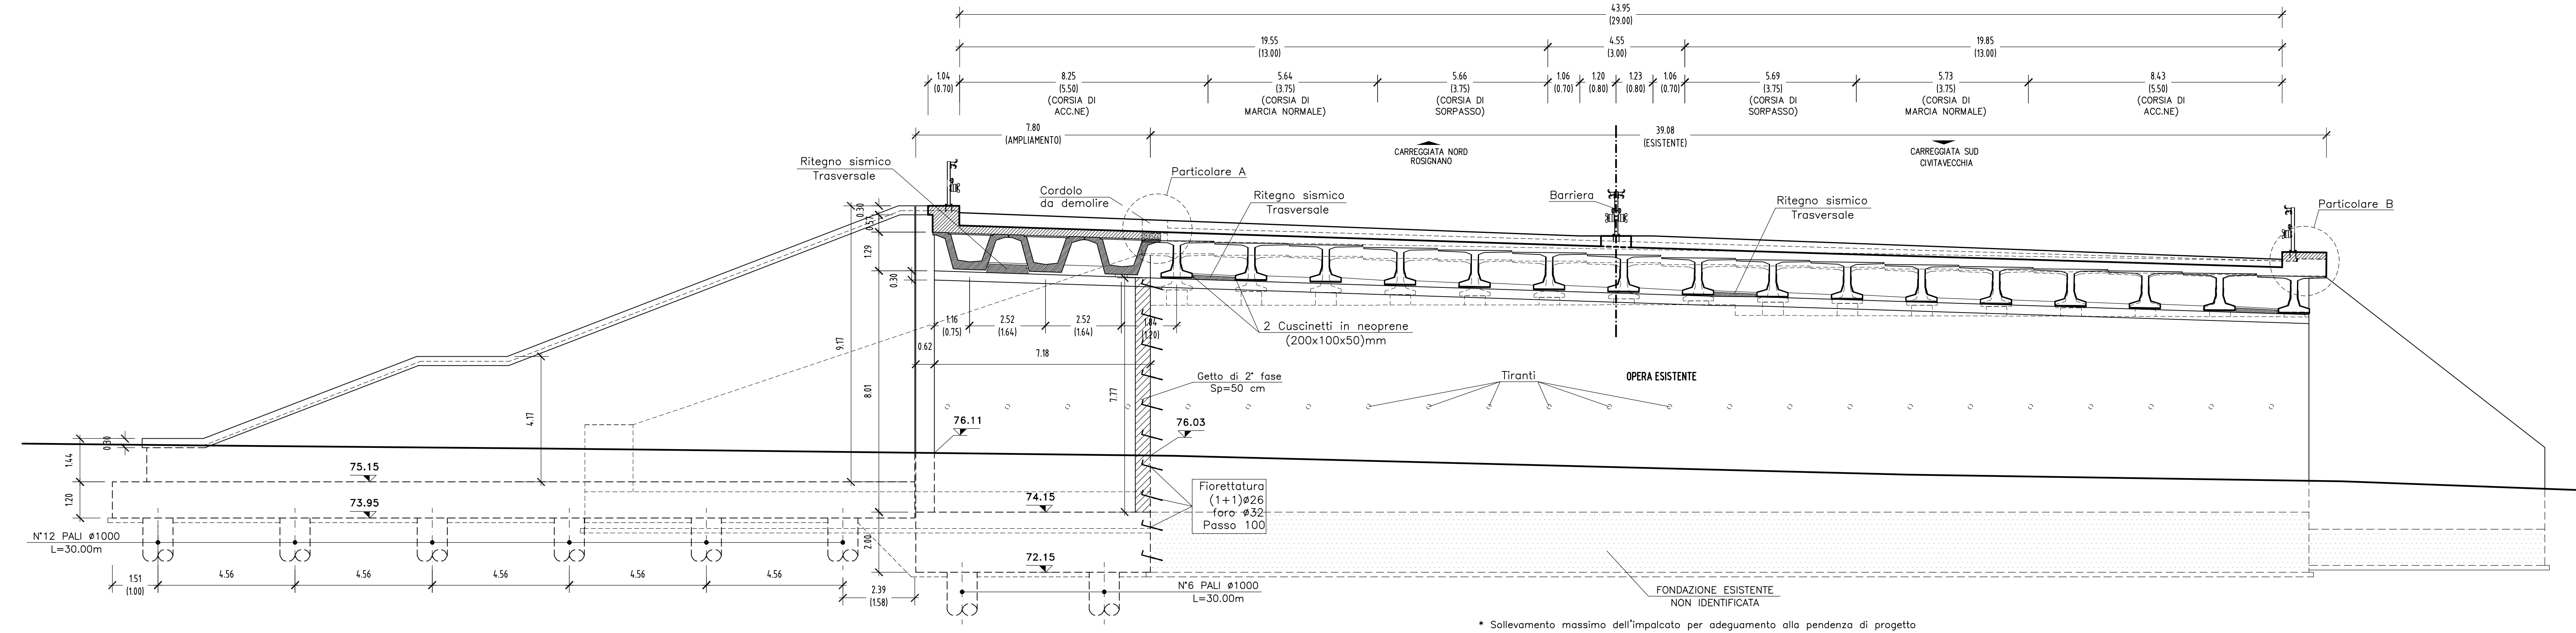 43.95
(29.00)
19.55
(13.00)
4.55
(3.00)
19.85
(13.00)
1.04
(0.70)
8.25
(5.50)
(CORSIA DI
ACC.NE)
5.64
(3.75)
(CORSIA DI
MARCIA NORMALE)
5.66
(3.75)
(CORSIA DI
SORPASSO)
1.06
(0.70)
1.20
(0.80)
1.23
(0.80)
1.06
(0.70)
5.69
(3.75)
(CORSIA DI
SORPASSO)
5.73
(3.75)
(CORSIA DI
MARCIA NORMALE)
8.43
(5.50)
(CORSIA DI
ACC.NE)
7.80
(AMPLIAMENTO)
39.08
(ESISTENTE)
CARREGGIATA NORD
ROSIGNANO
CARREGGIATA SUD
CIVITAVECCHIA
Ritegno sismico
Trasversale
Cordolo
da demolire
Particolare A
Ritegno sismico
Trasversale
Barriera
Ritegno sismico
Trasversale
Particolare B
0.30
0.51
1.29
0.30
9.17
8.01
2.00
1.16
(0.75)
2.52
(1.64)
2.52
(1.64)
1.84
(1.20)
0.62
7.18
7.77
2 Cuscinetti in neoprene
(200x100x50)mm
Getto di 2° fase
Sp=50 cm
Tiranti
OPERA ESISTENTE
4.17
0.30
1.44
1.20
76.11
76.03
75.15
73.95
74.15
72.15
Fiorettatura
(1+1)ø26
foro ø32
Passo 100
N°12 PALI ø1000
L=30.00m
1.51
(1.00)
4.56
4.56
4.56
4.56
4.56
2.39
(1.58)
N°6 PALI ø1000
L=30.00m
FONDAZIONE ESISTENTE
NON IDENTIFICATA
* Sollevamento massimo dell'impalcato per adeguamento alla pendenza di progetto